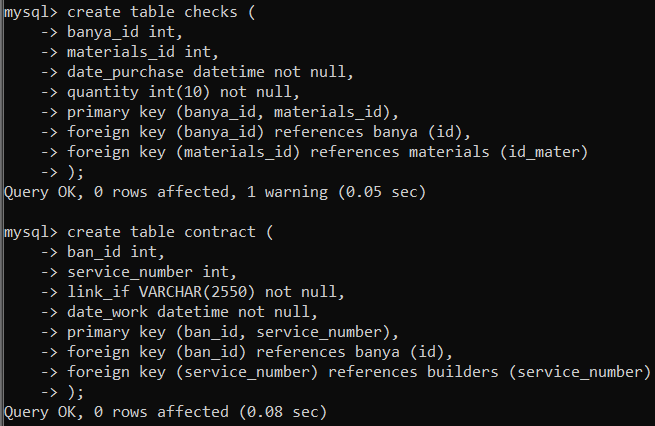 mysql> create table checks (
    -> banya_id int,
    -> materials_id int,
    -> date_purchase datetime not null,
    -> quantity int(10) not null,
    -> primary key (banya_id, materials_id),
    -> foreign key (banya_id) references banya (id),
    -> foreign key (materials_id) references materials (id_mater)
    -> );
Query OK, 0 rows affected, 1 warning (0.05 sec)

mysql> create table contract (
    -> ban_id int,
    -> service_number int,
    -> link_if VARCHAR(2550) not null,
    -> date_work datetime not null,
    -> primary key (ban_id, service_number),
    -> foreign key (ban_id) references banya (id),
    -> foreign key (service_number) references builders (service_number)
    -> );
Query OK, 0 rows affected (0.08 sec)